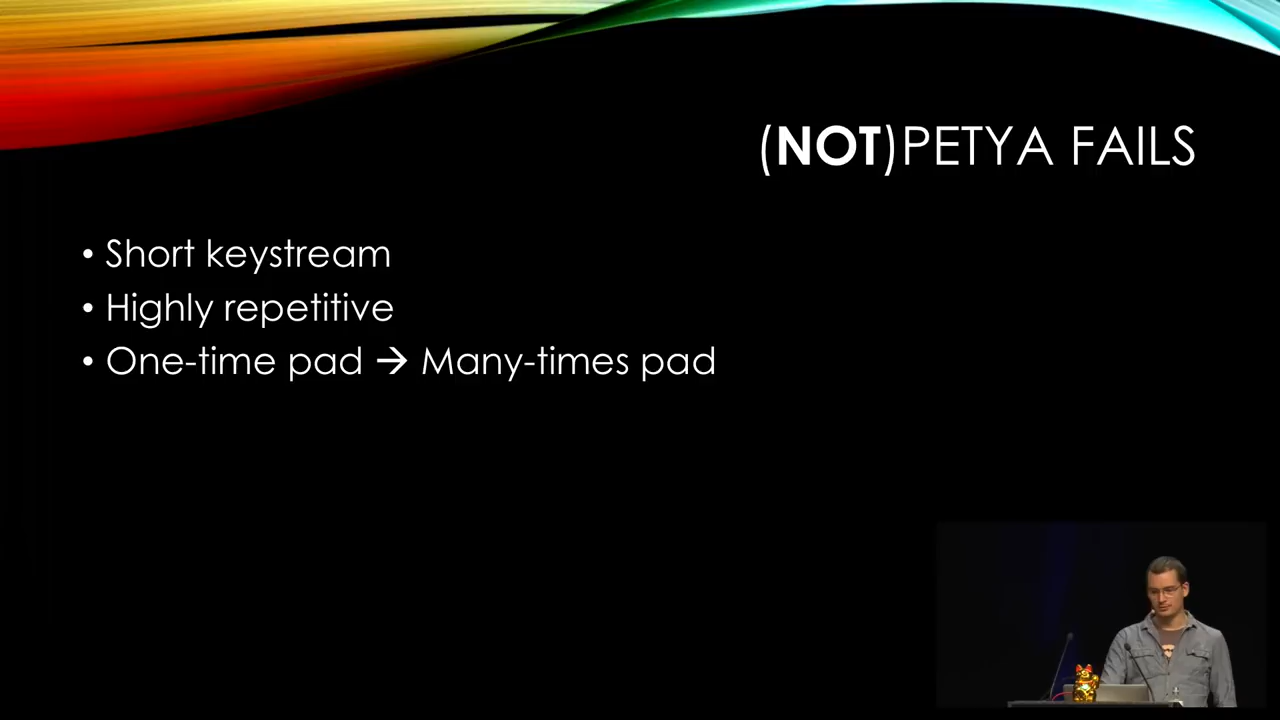 (NOT)PETYA FAILS
• Short keystream
• Highly repetitive
• One-time pad → Many-times pad